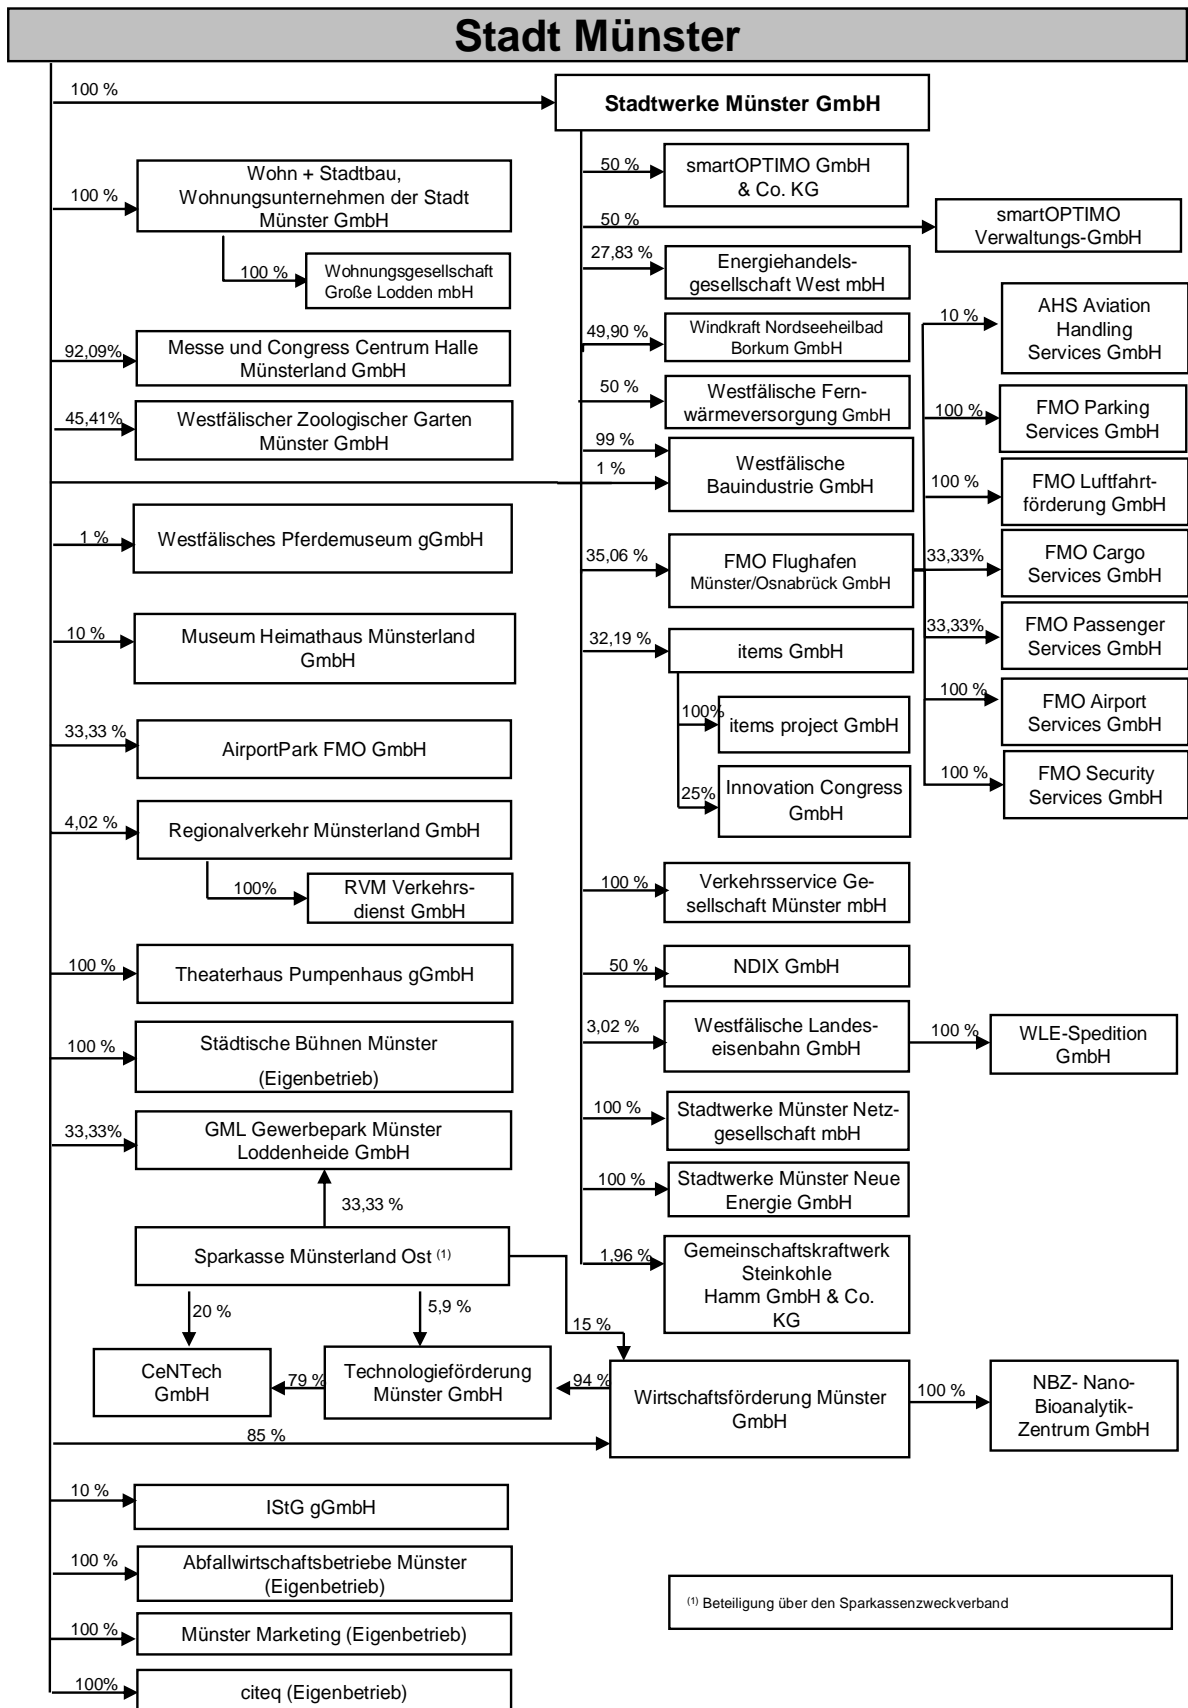 Stadt Münster
100 %
Stadtwerke Münster GmbH
100 %
Wohn + Stadtbau,
Wohnungsunternehmen der Stadt
Münster GmbH
100 %
Wohnungsgesellschaft
Große Lodden mbH
92,09%
Messe und Congress Centrum Halle
Münsterland GmbH
45,41%
Westfälischer Zoologischer Garten
Münster GmbH
1 %
Westfälisches Pferdemuseum gGmbH
10 %
Museum Heimathaus Münsterland
GmbH
33,33 %
AirportPark FMO GmbH
4,02 %
Regionalverkehr Münsterland GmbH
100%
RVM Verkehrs-
dienst GmbH
100 %
Theaterhaus Pumpenhaus gGmbH
100 %
Städtische Bühnen Münster
(Eigenbetrieb)
33,33%
GML Gewerbepark Münster
Loddenheide GmbH
33,33 %
Sparkasse Münsterland Ost (1)
20 %
5,9 %
15 %
CeNTech
GmbH
79 %
Technologieförderung
Münster GmbH
94 %
Wirtschaftsförderung Münster
GmbH
100 %
NBZ- Nano-
Bioanalytik-
Zentrum GmbH
85 %
10 %
IStG gGmbH
100 %
Abfallwirtschaftsbetriebe Münster
(Eigenbetrieb)
100 %
Münster Marketing (Eigenbetrieb)
100%
citeq (Eigenbetrieb)
50 %
smartOPTIMO GmbH
& Co. KG
50 %
smartOPTIMO
Verwaltungs-GmbH
27,83 %
Energiehandels-
gesellschaft West mbH
49,90 %
Windkraft Nordseeheilbad
Borkum GmbH
50 %
Westfälische Fern-
wärmeversorgung GmbH
99 %
1 %
Westfälische
Bauindustrie GmbH
35,06 %
FMO Flughafen
Münster/Osnabrück GmbH
10 %
AHS Aviation
Handling
Services GmbH
100 %
FMO Parking
Services GmbH
100 %
FMO Luftfahrt-
förderung GmbH
33,33%
FMO Cargo
Services GmbH
33,33%
FMO Passenger
Services GmbH
100 %
FMO Airport
Services GmbH
100 %
FMO Security
Services GmbH
32,19 %
items GmbH
100%
items project GmbH
25%
Innovation Congress
GmbH
100 %
Verkehrsservice Ge-
sellschaft Münster mbH
50 %
NDIX GmbH
3,02 %
Westfälische Landes-
eisenbahn GmbH
100 %
WLE-Spedition
GmbH
100 %
Stadtwerke Münster Netz-
gesellschaft mbH
100 %
Stadtwerke Münster Neue
Energie GmbH
1,96 %
Gemeinschaftskraftwerk
Steinkohle
Hamm GmbH & Co.
KG
(1) Beteiligung über den Sparkassenzweckverband